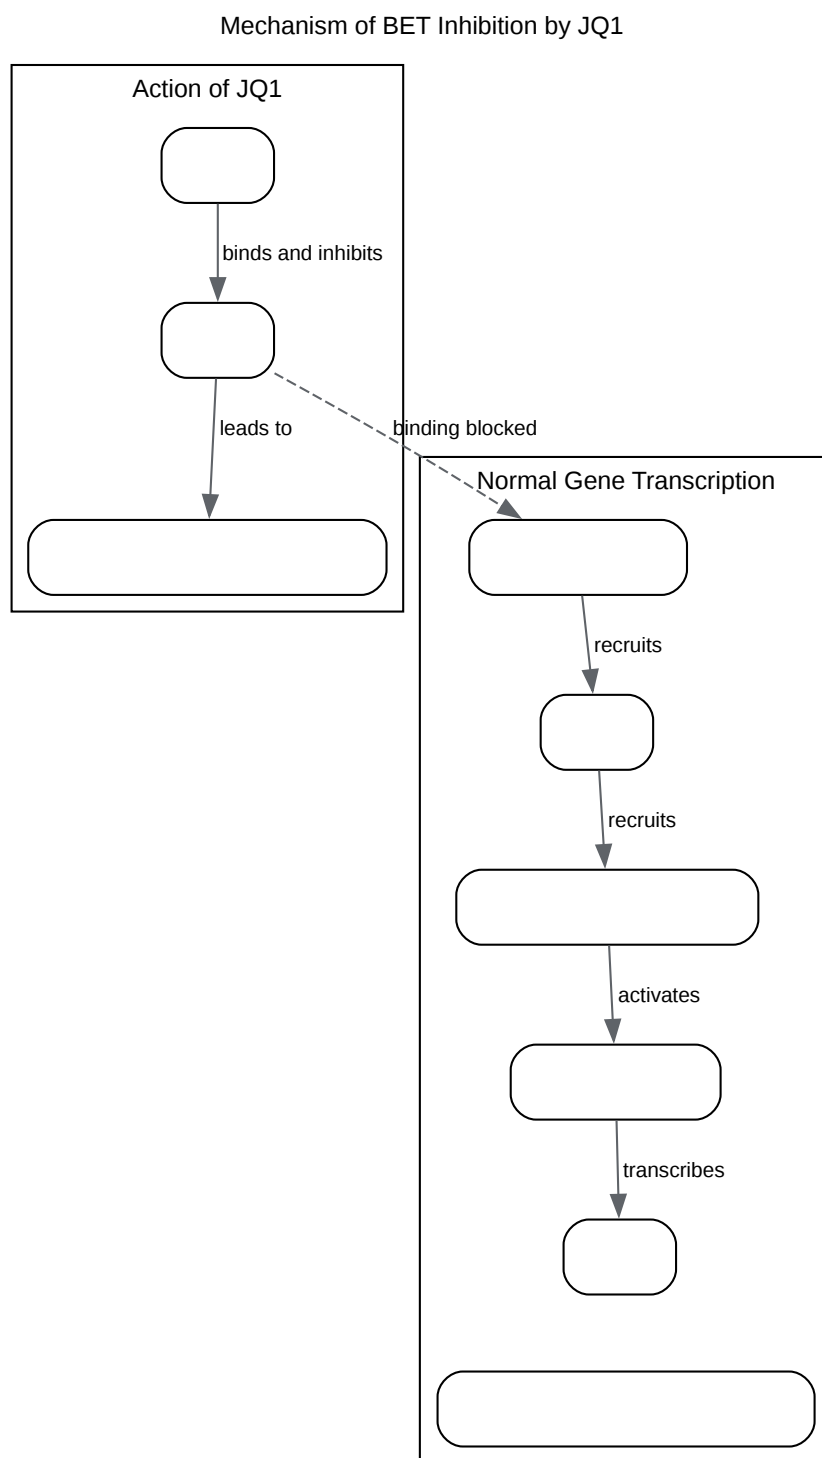 Mechanism of BET Inhibition by JQ1
Action of JQ1
binds and inhibits
leads to
binding blocked
Normal Gene Transcription
recruits
recruits
activates
transcribes